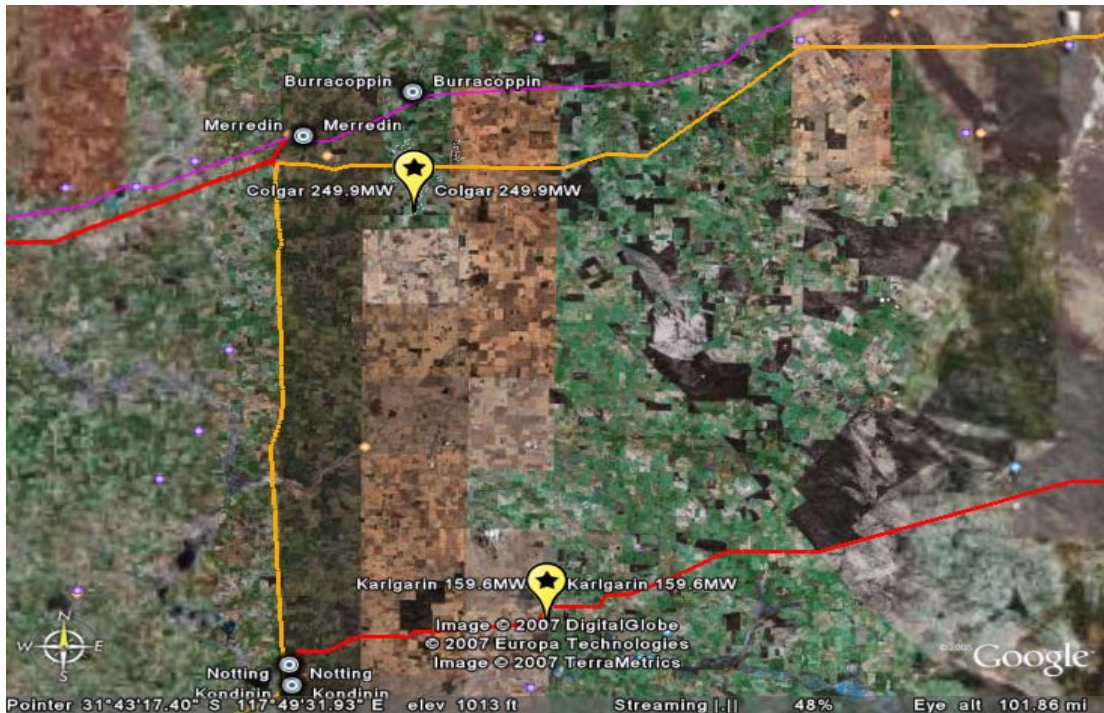 Burracoppin Burracoppin
Merredin Merredin
Colgar 249.9MW Colgar 249.9MW
Karlgarin 159.6MW Karlgarin 159.6MW
Image © 2007 DigitalGlobe
© 2007 Europa Technologies
Image © 2007 TerraMetrics
N
W E
S
©2005 Google™
Notting Notting
Kondinin Kondinin
Pointer 31°43'17.40" S 117°49'31.93" E elev 1013 ft Streaming |.|| 48% Eye alt 101.86 mi